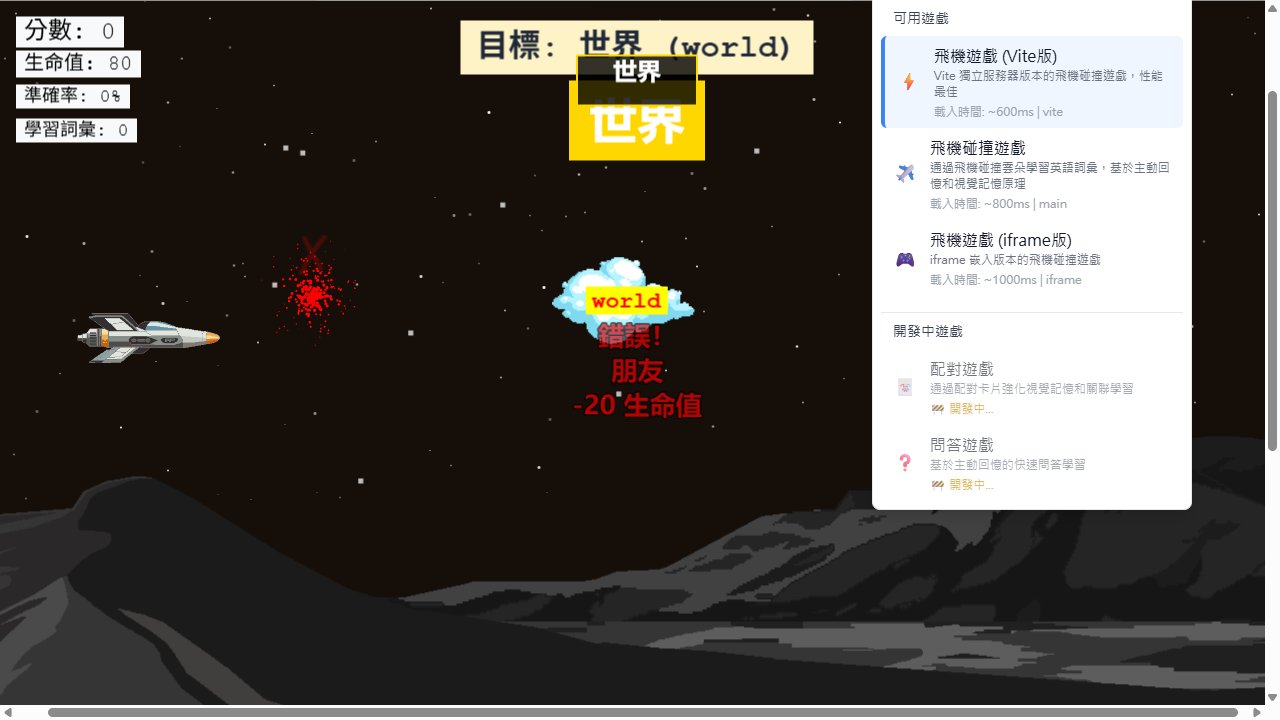 分數: 0
生命值: 80
準確率: 0%
學習詞彙: 0
目標: 世界 (world)
世界
世界
world
錯誤!
朋友
-20 生命值
可用遊戲
飛機遊戲 (Vite版)
Vite 獨立服務器版本的飛機碰撞遊戲，性能
最佳
載入時間: ~600ms | vite
飛機碰撞遊戲
通過飛機碰撞雲朵學習英語詞彙，基於主動回
憶和視覺記憶原理
載入時間: ~800ms | main
飛機遊戲 (iframe版)
iframe 嵌入版本的飛機碰撞遊戲
載入時間: ~1000ms | iframe
開發中遊戲
配對遊戲
通過配對卡片強化視覺記憶和關聯學習
🚧 開發中...
問答遊戲
基於主動回憶的快速問答學習
🚧 開發中...